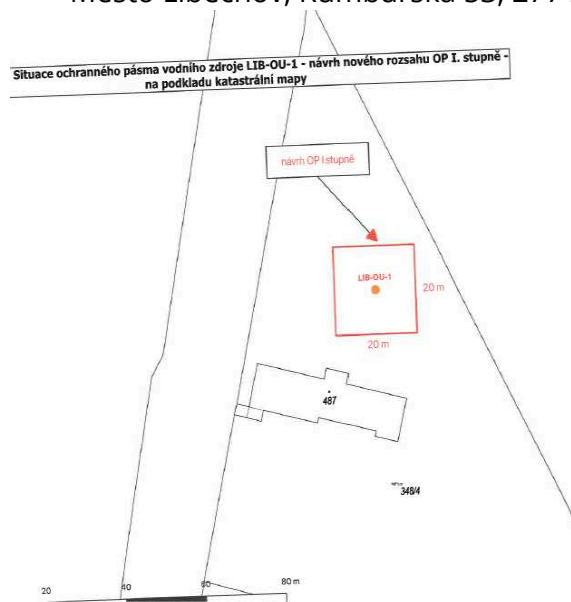 Situace ochranného pásma vodního zdroje LIB-OU-1 - návrh nového rozsahu OP I. stupně -
na podkladu katastrální mapy
návrh OP I stupně
LIB-OU-1
20 m
20 m
487
348/4
20 40 60 80 m